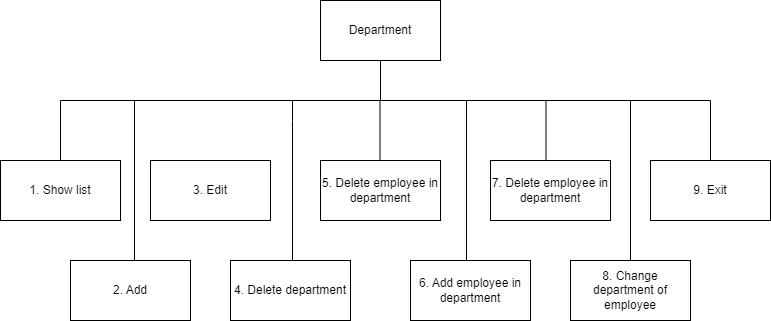 Department
1. Show list
3. Edit
5. Delete employee in
department
7. Delete employee in
department
9. Exit
2. Add
4. Delete department
6. Add employee in
department
8. Change
department of
employee